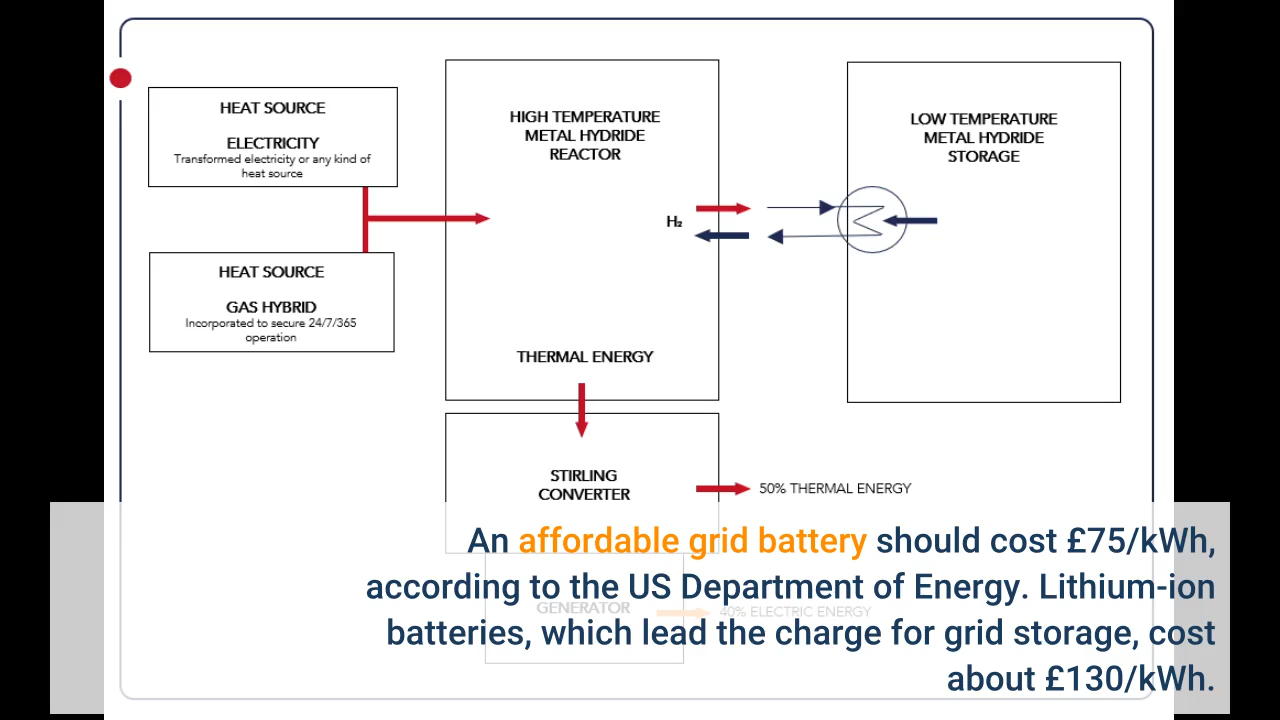 HEAT SOURCE
ELECTRICITY
Transformed electricity or any kind of
heat source
HEAT SOURCE
GAS HYBRID
Incorporated to secure 24/7/365
operation
HIGH TEMPERATURE
METAL HYDRIDE
REACTOR
H₂
THERMAL ENERGY
LOW TEMPERATURE
METAL HYDRIDE
STORAGE
STIRLING
CONVERTER
50% THERMAL ENERGY
GENERATOR
40% ELECTRIC ENERGY
An affordable grid battery should cost £75/kWh,
according to the US Department of Energy. Lithium-ion
batteries, which lead the charge for grid storage, cost
about £130/kWh.